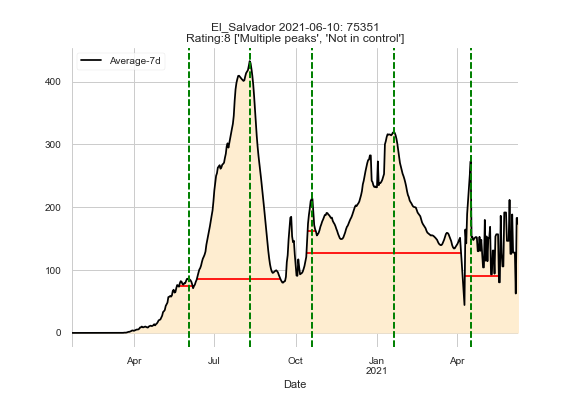 El_Salvador 2021-06-10: 75351
Rating:8 ['Multiple peaks', 'Not in control']
Average-7d
400
300
200
100
0
Apr
Jul
Oct
Jan
2021
Apr
Date